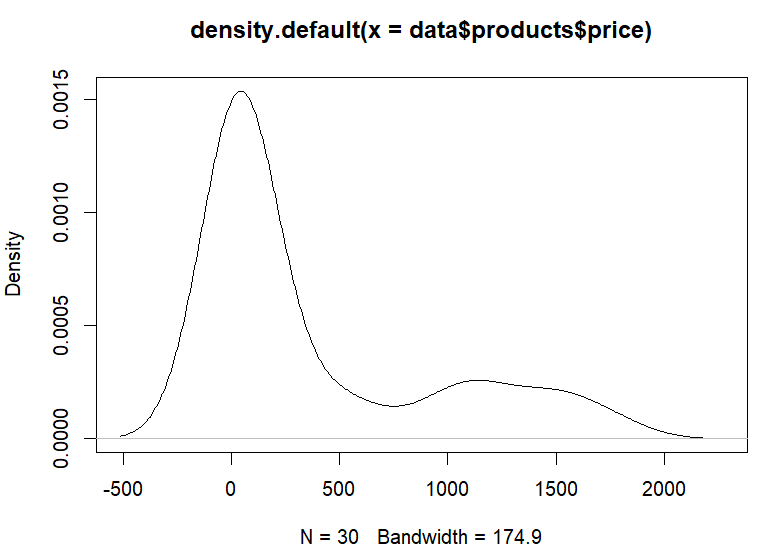 density.default(x = data$products$price)
Density
0.0015
0.0010
0.0005
0.0000
-500 0 500 1000 1500 2000
N = 30 Bandwidth = 174.9